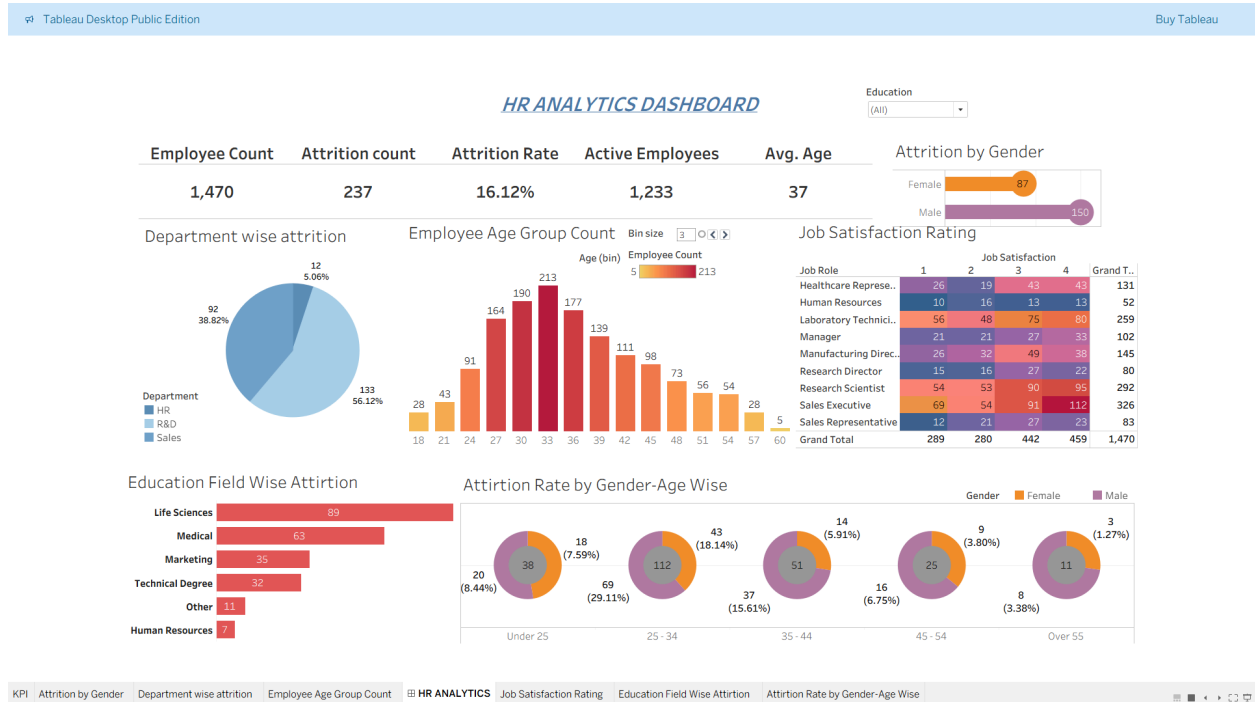 Tableau Desktop Public Edition
Buy Tableau
HR ANALYTICS DASHBOARD
Education
(All)
Employee Count Attrition count Attrition Rate Active Employees Avg. Age
1,470 237 16.12% 1,233 37
Attrition by Gender
Female 87
Male 150
Department wise attrition
12
5.06%
92
38.82%
133
56.12%
Department
HR
R&D
Sales
Employee Age Group Count
Bin size 3
Age (bin)
Employee Count
5 213
28 43 91 164 190 213 177 139 111 98 73 56 54 28 5
18 21 24 27 30 33 36 39 42 45 48 51 54 57 60
Job Satisfaction Rating
Job Satisfaction
Job Role 1 2 3 4 Grand T..
Healthcare Represe.. 26 19 43 43 131
Human Resources 10 16 13 13 52
Laboratory Technici.. 56 48 75 80 259
Manager 21 21 27 33 102
Manufacturing Direc.. 26 32 49 38 145
Research Director 15 16 27 22 80
Research Scientist 54 53 90 95 292
Sales Executive 69 54 91 112 326
Sales Representative 12 21 27 23 83
Grand Total 289 280 442 459 1,470
Education Field Wise Attirtion
Life Sciences 89
Medical 63
Marketing 35
Technical Degree 32
Other 11
Human Resources 7
Attirtion Rate by Gender-Age Wise
Gender Female Male
38
18
(7.59%)
20
(8.44%)
112
43
(18.14%)
69
(29.11%)
51
14
(5.91%)
37
(15.61%)
25
9
(3.80%)
16
(6.75%)
11
3
(1.27%)
8
(3.38%)
Under 25 25 - 34 35 - 44 45 - 54 Over 55
KPI Attrition by Gender Department wise attrition Employee Age Group Count HR ANALYTICS Job Satisfaction Rating Education Field Wise Attirtion Attirtion Rate by Gender-Age Wise